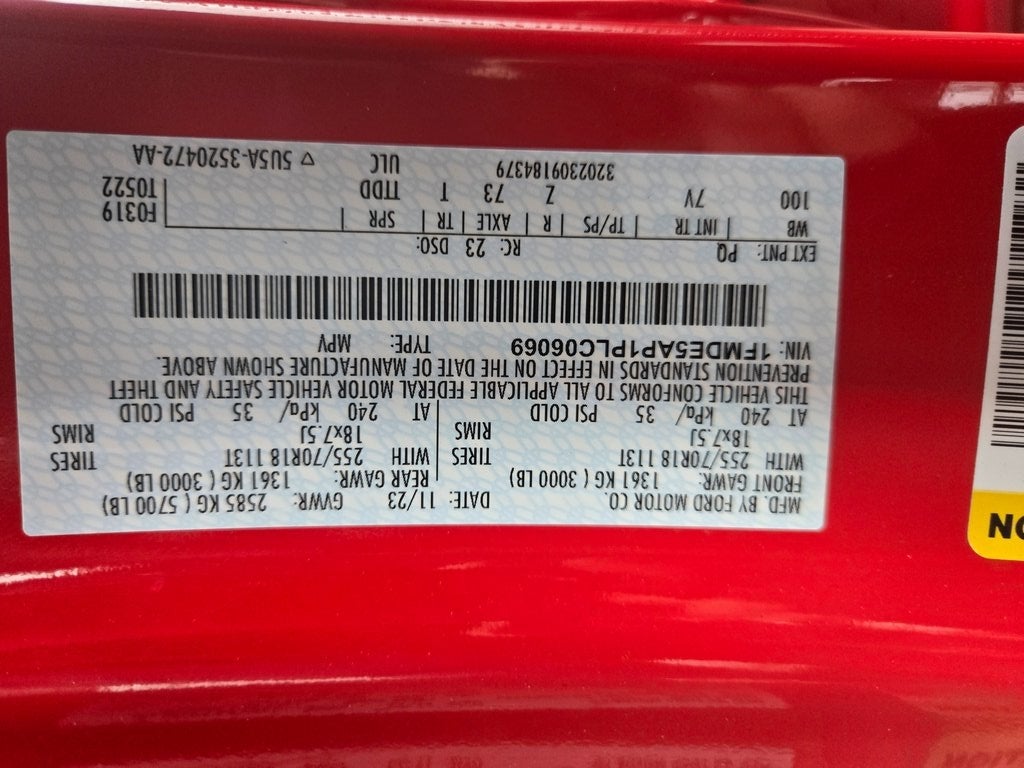 MFD. BY FORD MOTOR CO.
DATE: 11/23 GVWR: 2585 KG ( 5700 LB)
FRONT GAWR: 1361 KG ( 3000 LB) REAR GAWR: 1361 KG ( 3000 LB)
WITH 255/70R18 113T TIRES WITH 255/70R18 113T TIRES
18x7.5J RIMS 18x7.5J RIMS
AT 240 kPa/ 35 PSI COLD AT 240 kPa/ 35 PSI COLD
THIS VEHICLE CONFORMS TO ALL APPLICABLE FEDERAL MOTOR VEHICLE SAFETY AND THEFT
PREVENTION STANDARDS IN EFFECT ON THE DATE OF MANUFACTURE SHOWN ABOVE.
VIN: 1FMDE5AP1PLC06069 TYPE: MPV
EXT PNT: PQ RC: 23 DSO:
WB | INT TR | TP/PS | R | AXLE | TR | SPR F0319
100 7V Z 73 T TTDD T0522
3202309184379 ULC ▽ 5U5A-3520472-AA